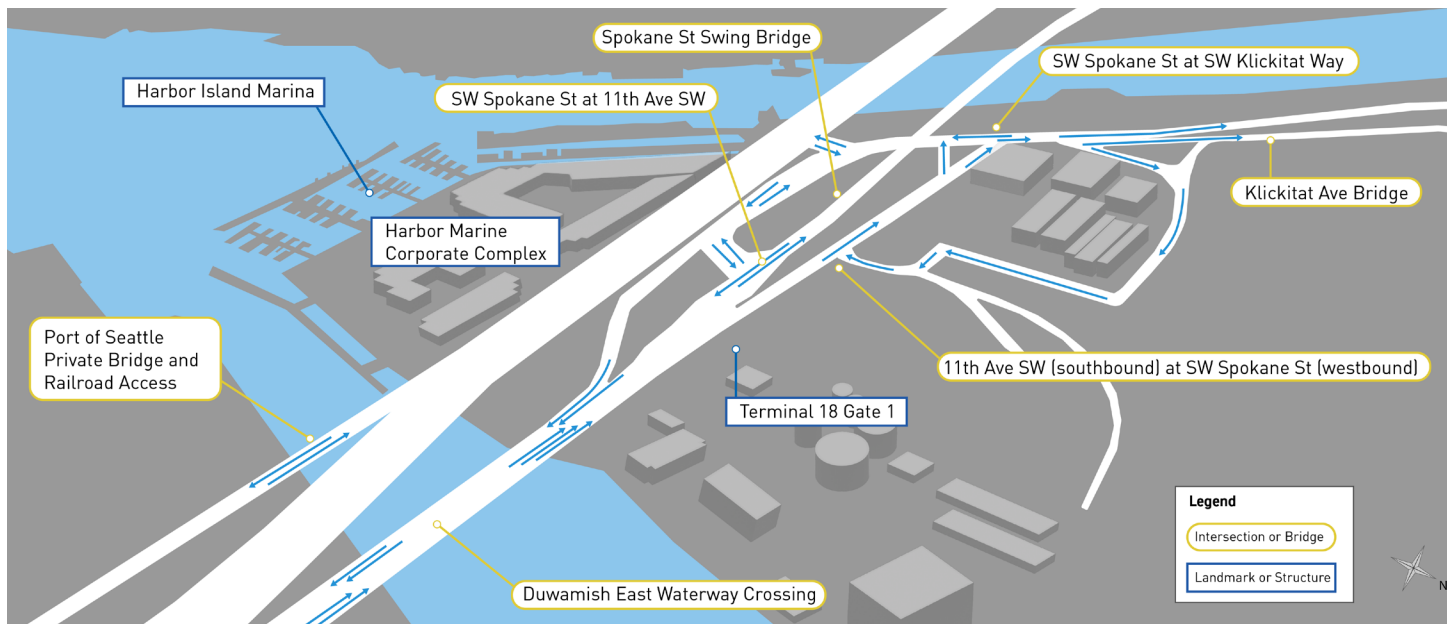 Spokane St Swing Bridge
SW Spokane St at SW Klickitat Way
Harbor Island Marina
SW Spokane St at 11th Ave SW
Klickitat Ave Bridge
Harbor Marine
Corporate Complex
Port of Seattle
Private Bridge and
Railroad Access
11th Ave SW (southbound) at SW Spokane St (westbound)
Terminal 18 Gate 1
Duwamish East Waterway Crossing
Legend
Intersection or Bridge
Landmark or Structure
N